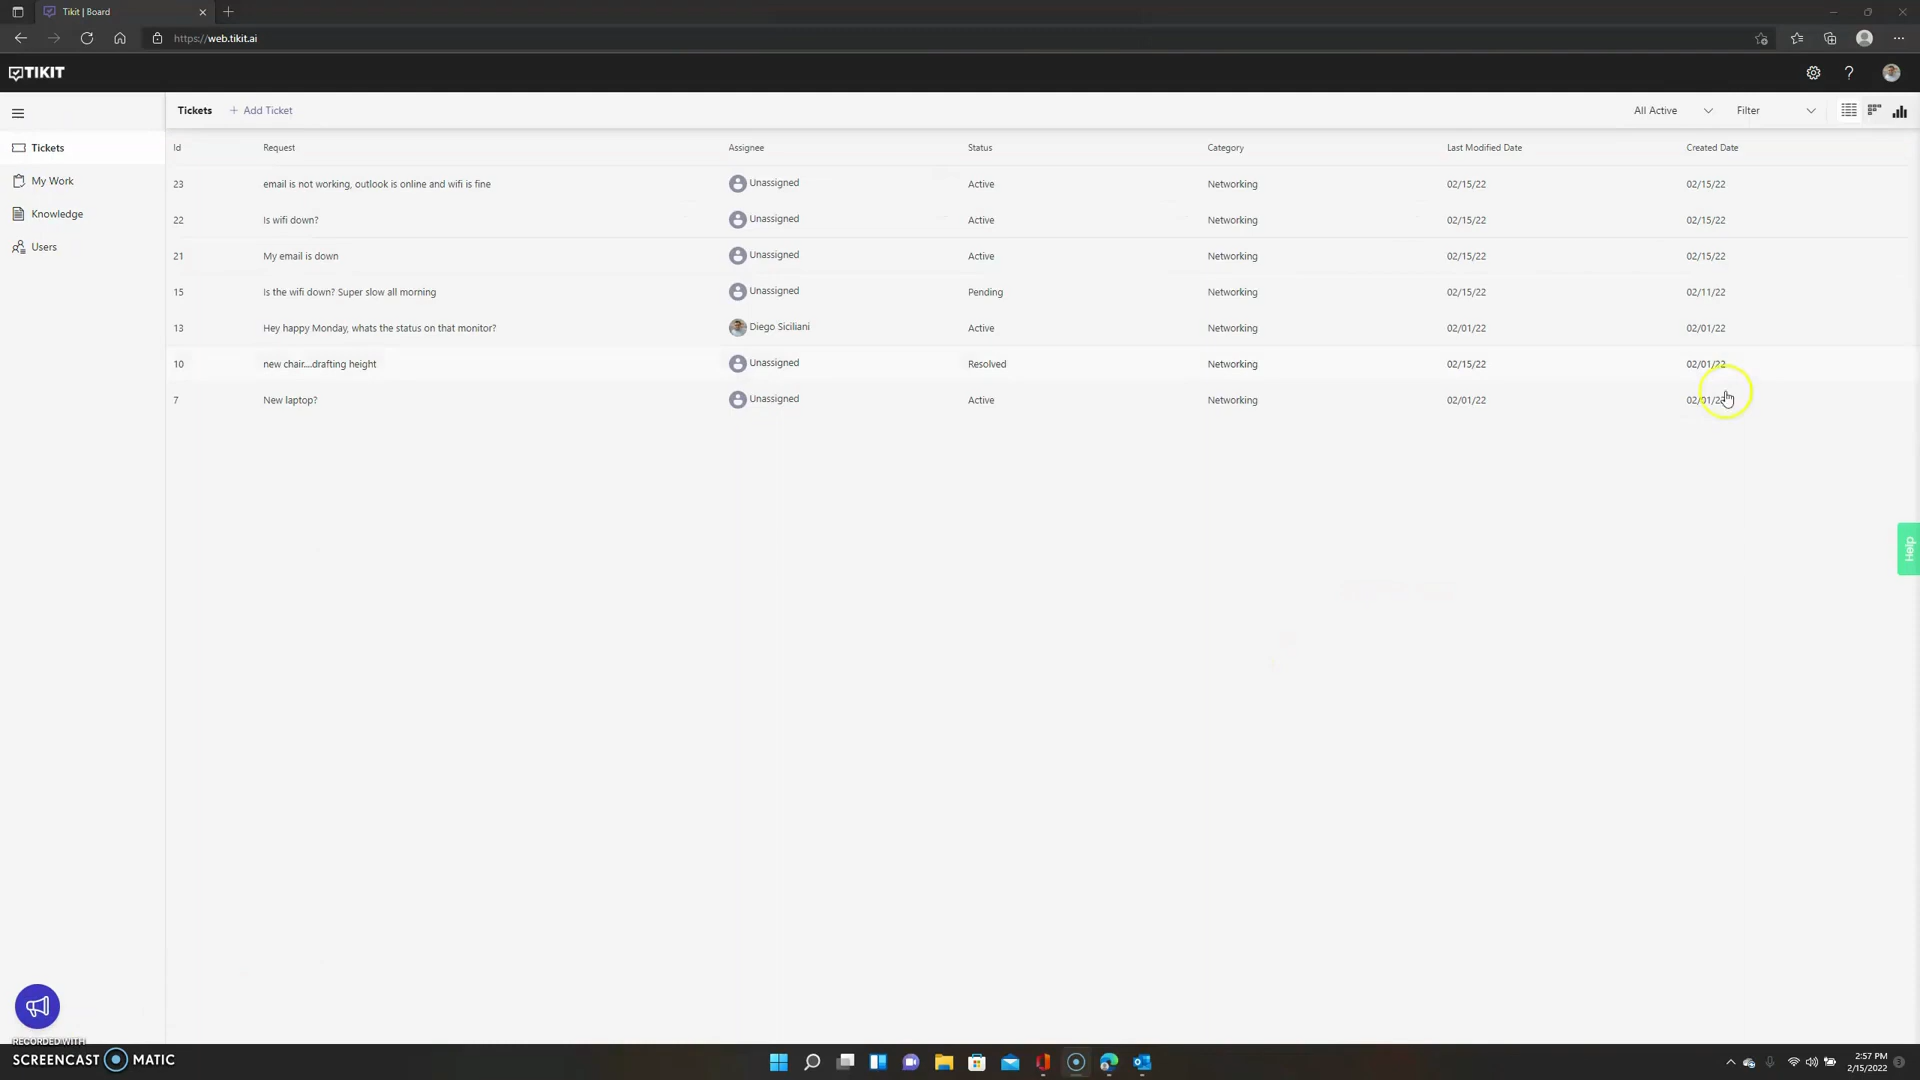 Tikit | Board
https://web.tikit.ai
TIKIT
Tickets + Add Ticket All Active Filter
Tickets
My Work
Knowledge
Users
Id Request Assignee Status Category Last Modified Date Created Date
23 email is not working, outlook is online and wifi is fine Unassigned Active Networking 02/15/22 02/15/22
22 Is wifi down? Unassigned Active Networking 02/15/22 02/15/22
21 My email is down Unassigned Active Networking 02/15/22 02/15/22
15 Is the wifi down? Super slow all morning Unassigned Pending Networking 02/15/22 02/11/22
13 Hey happy Monday, whats the status on that monitor? Diego Siciliani Active Networking 02/01/22 02/01/22
10 new chair....drafting height Unassigned Resolved Networking 02/15/22 02/01/22
7 New laptop? Unassigned Active Networking 02/01/22 02/01/22
Help
RECORDED WITH
SCREENCAST MATIC
2:57 PM
2/15/2022